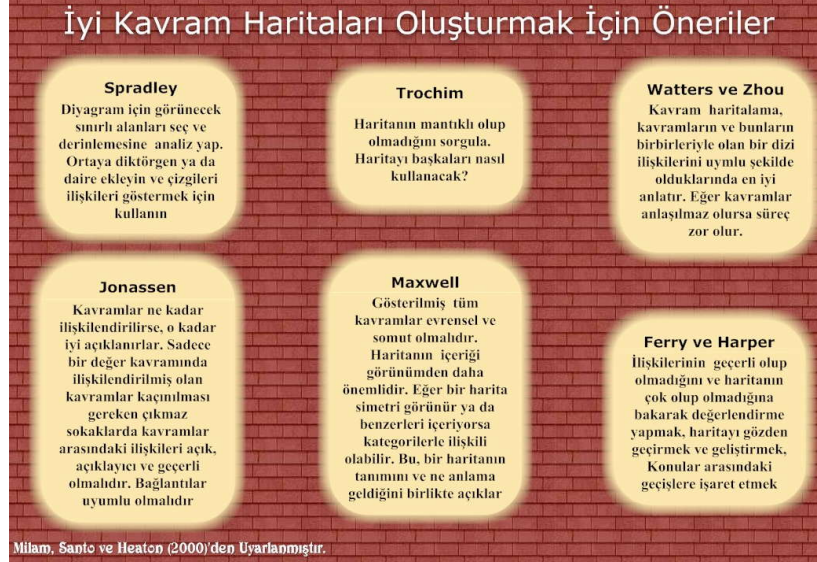 İyi Kavram Haritaları Oluşturmak İçin Öneriler
Spradley
Diyagram için görünecek
sınırlı alanları seç ve
derinlemesine analiz yap.
Ortaya diktörgen ya da
daire ekleyin ve çizgileri
ilişkileri göstermek için
kullanın
Trochim
Haritanın mantıklı olup
olmadığını sorgula.
Haritayı başkaları nasıl
kullanacak?
Watters ve Zhou
Kavram haritalama,
kavramların ve bunların
birbirleriyle olan bir dizi
ilişkilerini uymlu şekilde
olduklarında en iyi
anlatır. Eğer kavramlar
anlaşılmaz olursa süreç
zor olur.
Jonassen
Kavramlar ne kadar
ilişkilendirilirse, o kadar
iyi açıklanırlar. Sadece
bir değer kavramında
ilişkilendirilmiş olan
kavramlar kaçınılması
gereken çıkmaz
sokaklarda kavramlar
arasındaki ilişkileri açık,
açıklayıcı ve geçerli
olmalıdır. Bağlantılar
uyumlu olmalıdır
Maxwell
Gösterilmiş tüm
kavramlar evrensel ve
somut olmalıdır.
Haritanın içeriği
görünümden daha
önemlidir. Eğer bir harita
simetri görünür ya da
benzerleri içeriyorsa
kategorilerle ilişkili
olabilir. Bu, bir haritanın
tanımını ve ne anlama
geldiğini birlikte açıklar
Ferry ve Harper
İlişkilerinin geçerli olup
olmadığını ve haritanın
çok olup olmadığına
bakarak değerlendirme
yapmak, haritayı gözden
geçirmek ve geliştirmek,
Konular arasındaki
geçişlere işaret etmek
Milam, Santo ve Heaton (2000)'den Uyarlanmıştır.